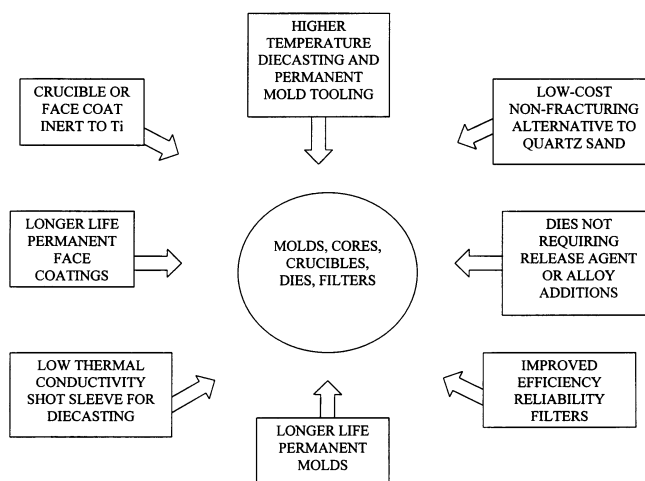 HIGHER
TEMPERATURE
DIECASTING AND
PERMANENT
MOLD TOOLING
CRUCIBLE OR
FACE COAT
INERT TO Ti
LOW-COST
NON-FRACTURING
ALTERNATIVE TO
QUARTZ SAND
LONGER LIFE
PERMANENT
FACE
COATINGS
MOLDS, CORES,
CRUCIBLES,
DIES, FILTERS
DIES NOT
REQUIRING
RELEASE AGENT
OR ALLOY
ADDITIONS
LOW THERMAL
CONDUCTIVITY
SHOT SLEEVE FOR
DIECASTING
LONGER LIFE
PERMANENT
MOLDS
IMPROVED
EFFICIENCY
RELIABILITY
FILTERS